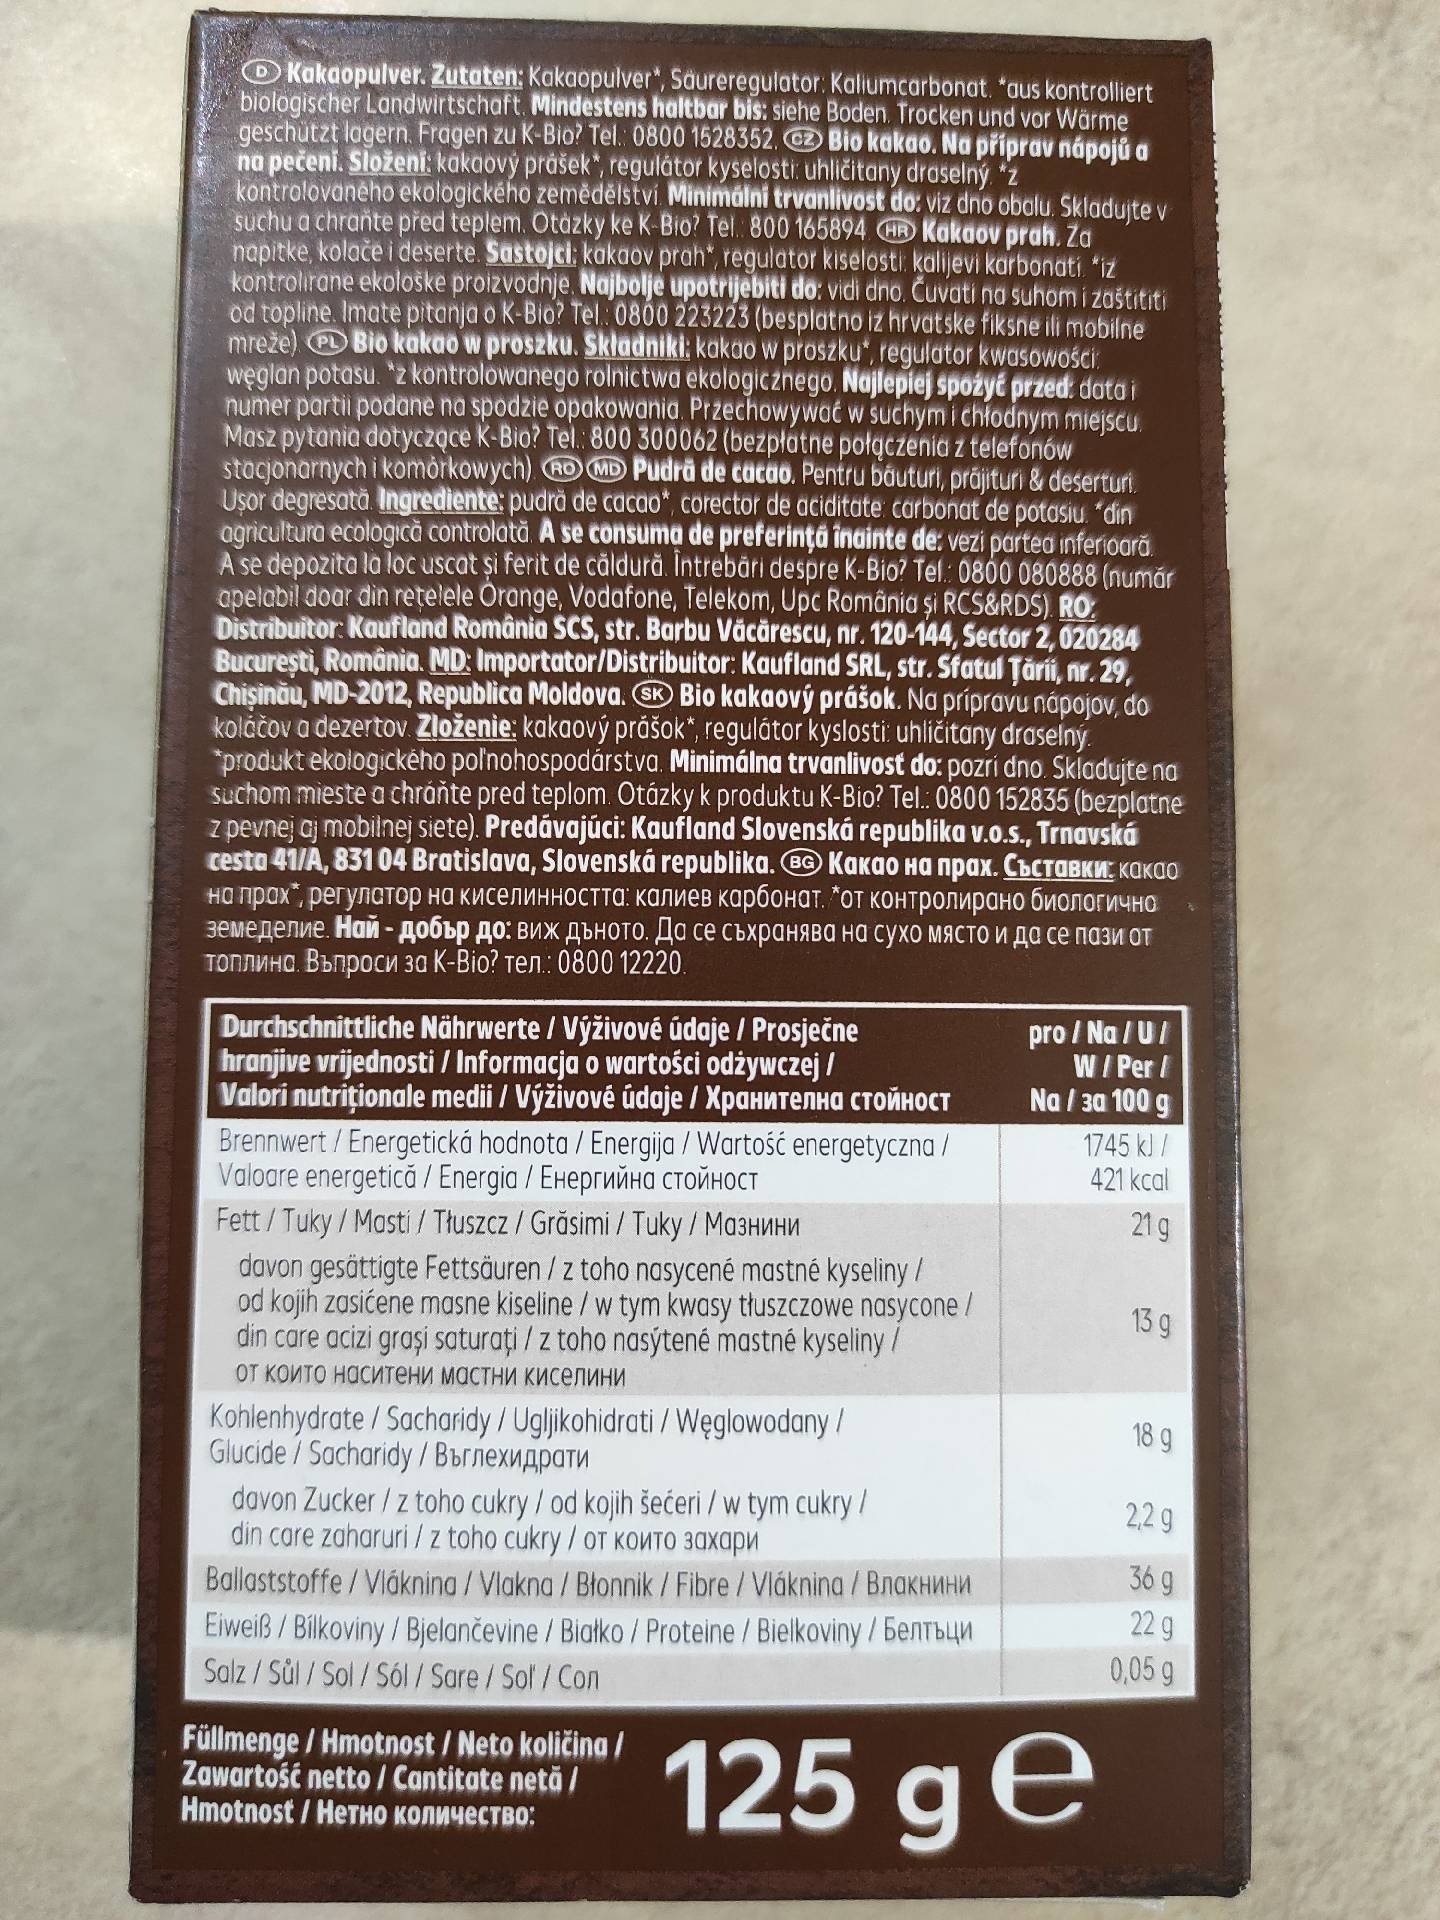 D Kakaopulver. Zutaten: Kakaopulver*, Säureregulator: Kaliumcarbonat. *aus kontrolliert
biologischer Landwirtschaft. Mindestens haltbar bis: siehe Boden. Trocken und vor Wärme
geschützt lagern. Fragen zu K-Bio? Tel.: 0800 1528352. CZ Bio kakao. Na příprav nápojů a
na pečení. Složení: kakaový prášek*, regulátor kyselosti: uhličitany draselný. *z
kontrolovaného ekologického zemědělství. Minimální trvanlivost do: viz dno obalu. Skladujte v
suchu a chraňte před teplem. Otázky ke K-Bio? Tel.: 800 165894. HR Kakaov prah. Za
napitke, kolače i deserte. Sastojci: kakaov prah*, regulator kiselosti: kalijevi karbonati. *iz
kontrolirane ekološke proizvodnje. Najbolje upotrijebiti do: vidi dno. Čuvati na suhom i zaštititi
od topline. Imate pitanja o K-Bio? Tel.: 0800 223223 (besplatno iz hrvatske fiksne ili mobilne
mreže) PL Bio kakao w proszku. Składniki: kakao w proszku*, regulator kwasowości:
węglan potasu. *z kontrolowanego rolnictwa ekologicznego. Najlepiej spożyć przed: data i
numer partii podane na spodzie opakowania. Przechowywać w suchym i chłodnym miejscu.
Masz pytania dotyczące K-Bio? Tel.: 800 300062 (bezpłatne połączenia z telefonów
stacjonarnych i komórkowych). RO MD Pudră de cacao. Pentru băuturi, prăjituri & deserturi.
Ușor degresată. Ingrediente: pudră de cacao*, corector de aciditate: carbonat de potasiu. *din
agricultura ecologică controlată. A se consuma de preferință înainte de: vezi partea inferioară.
A se depozita la loc uscat și ferit de căldură. Întrebări despre K-Bio? Tel.: 0800 080888 (număr
apelabil doar din rețelele Orange, Vodafone, Telekom, Upc România și RCS&RDS). RO:
Distribuitor: Kaufland România SCS, str. Barbu Văcărescu, nr. 120-144, Sector 2, 020284
București, România. MD: Importator/Distribuitor: Kaufland SRL, str. Sfatul Țării, nr. 29,
Chișinău, MD-2012, Republica Moldova. SK Bio kakaový prášok. Na prípravu nápojov, do
koláčov a dezertov. Zloženie: kakaový prášok*, regulátor kyslosti: uhličitany draselný.
*produkt ekologického poľnohospodárstva. Minimálna trvanlivosť do: pozri dno. Skladujte na
suchom mieste a chráňte pred teplom. Otázky k produktu K-Bio? Tel.: 0800 152835 (bezplatne
z pevnej aj mobilnej siete). Predávajúci: Kaufland Slovenská republika v.o.s., Trnavská
cesta 41/A, 831 04 Bratislava, Slovenská republika. BG Какао на прах. Съставки: какао
на прах*, регулатор на киселинността: калиев карбонат. *от контролирано биологично
земеделие. Най - добър до: виж дъното. Да се съхранява на сухо място и да се пази от
топлина. Въпроси за K-Bio? тел.: 0800 12220.
Durchschnittliche Nährwerte / Výživové údaje / Prosječne
hranjive vrijednosti / Informacja o wartości odżywczej /
Valori nutriționale medii / Výživové údaje / Хранителна стойност
pro / Na / U /
W / Per /
Na / за 100 g
Brennwert / Energetická hodnota / Energija / Wartość energetyczna /
Valoare energetică / Energia / Енергийна стойност
1745 kJ /
421 kcal
Fett / Tuky / Masti / Tłuszcz / Grăsimi / Tuky / Мазнини
21 g
davon gesättigte Fettsäuren / z toho nasycené mastné kyseliny /
od kojih zasićene masne kiseline / w tym kwasy tłuszczowe nasycone /
din care acizi grași saturați / z toho nasýtené mastné kyseliny /
от които наситени мастни киселини
13 g
Kohlenhydrate / Sacharidy / Ugljikohidrati / Węglowodany /
Glucide / Sacharidy / Въглехидрати
18 g
davon Zucker / z toho cukry / od kojih šećeri / w tym cukry /
din care zaharuri / z toho cukry / от които захари
2,2 g
Ballaststoffe / Vláknina / Vlakna / Błonnik / Fibre / Vláknina / Влакнини
36 g
Eiweiß / Bílkoviny / Bjelančevine / Białko / Proteine / Bielkoviny / Белтъци
22 g
Salz / Sůl / Sol / Sól / Sare / Soľ / Сол
0,05 g
Füllmenge / Hmotnost / Neto količina /
Zawartość netto / Cantitate netă /
Hmotnosť / Нетно количество:
125 g e